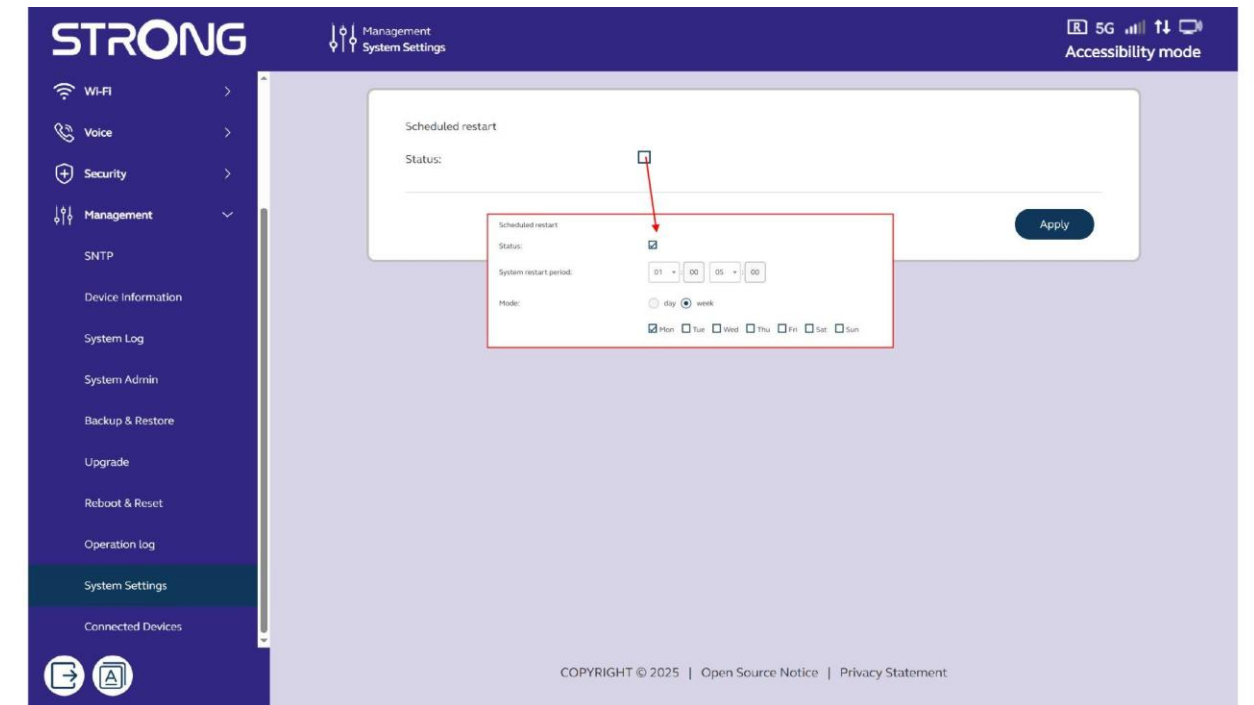 STRONG
Management
System Settings
R 5G
Accessibility mode
Wi-Fi
Voice
Security
Management
SNTP
Device Information
System Log
System Admin
Backup & Restore
Upgrade
Reboot & Reset
Operation log
System Settings
Connected Devices
A
Scheduled restart
Status:
Apply
Scheduled restart
Status:
System restart period: 01 : 00 05 : 00
Mode: day week
Mon Tue Wed Thu Fri Sat Sun
COPYRIGHT © 2025 | Open Source Notice | Privacy Statement